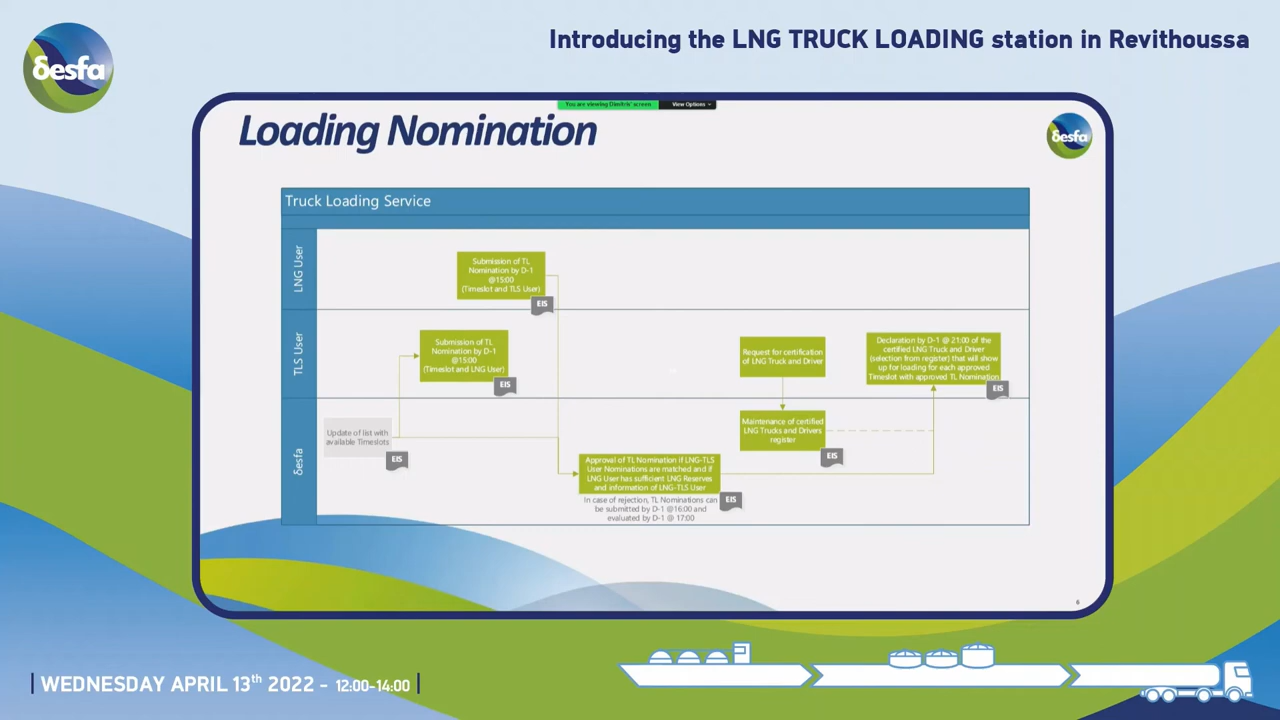 δesfa
Introducing the LNG TRUCK LOADING station in Revithoussa
You are viewing Dimitris' screen
View Options
Loading Nomination
δesfa
Truck Loading Service
LNG User
Submission of TL
Nomination by D-1
@15:00
(Timeslot and TLS User)
EIS
TLS User
Submission of TL
Nomination by D-1
@15:00
(Timeslot and LNG User)
EIS
Request for certification
of LNG Truck and Driver
Declaration by D-1 @ 21:00 of the
certified LNG Truck and Driver
(selection from register) that will show
up for loading for each approved
Timeslot with approved TL Nomination
EIS
δesfa
Update of list with
available Timeslots
EIS
Maintenance of certified
LNG Trucks and Drivers
register
EIS
Approval of TL Nomination if LNG-TLS
User Nominations are matched and if
LNG User has sufficient LNG Reserves
and information of LNG-TLS User
EIS
In case of rejection, TL Nominations can
be submitted by D-1 @16:00 and
evaluated by D-1 @ 17:00
6
WEDNESDAY APRIL 13th 2022 - 12:00-14:00